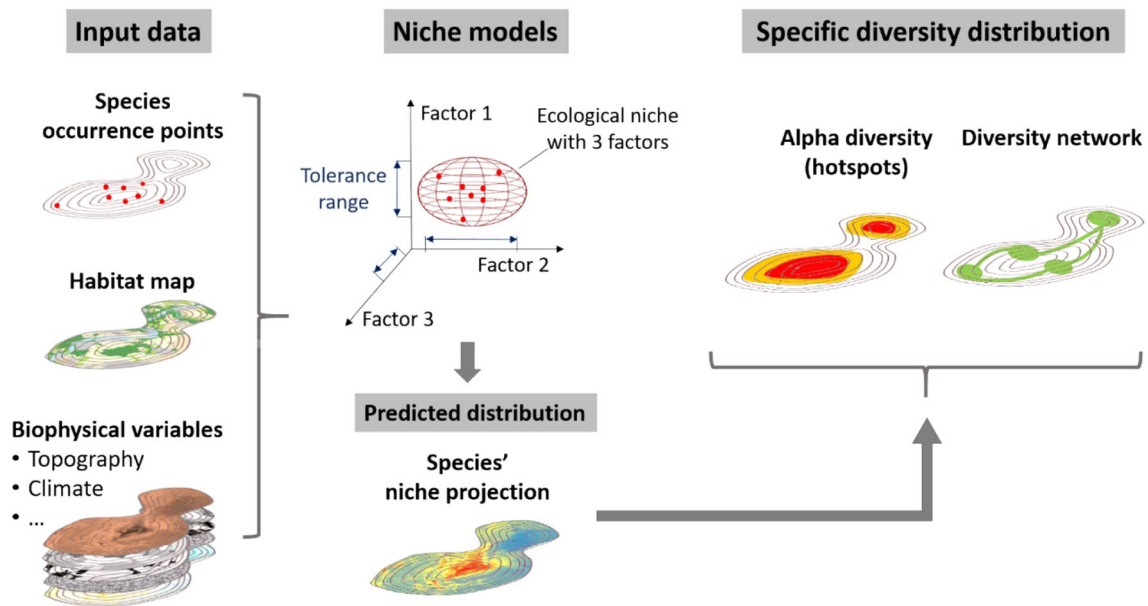 Input data
Species
occurrence points
Habitat map
Biophysical variables
• Topography
• Climate
• ...
Niche models
Factor 1
Ecological niche
with 3 factors
Tolerance
range
Factor 2
Factor 3
Predicted distribution
Species'
niche projection
Specific diversity distribution
Alpha diversity
(hotspots)
Diversity network